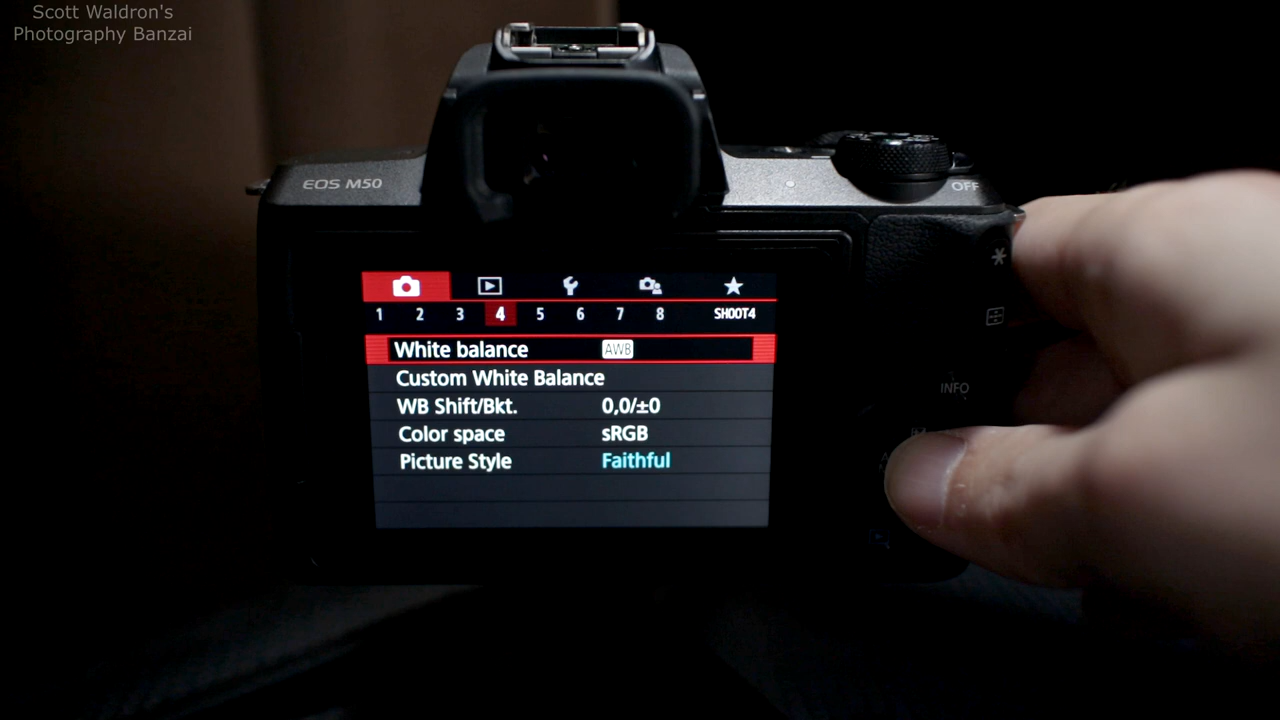 Scott Waldron's
Photography Banzai
EOS M50
OFF
INFO
1 2 3 4 5 6 7 8 SHOOT4
White balance AWB
Custom White Balance
WB Shift/Bkt. 0,0/±0
Color space sRGB
Picture Style Faithful